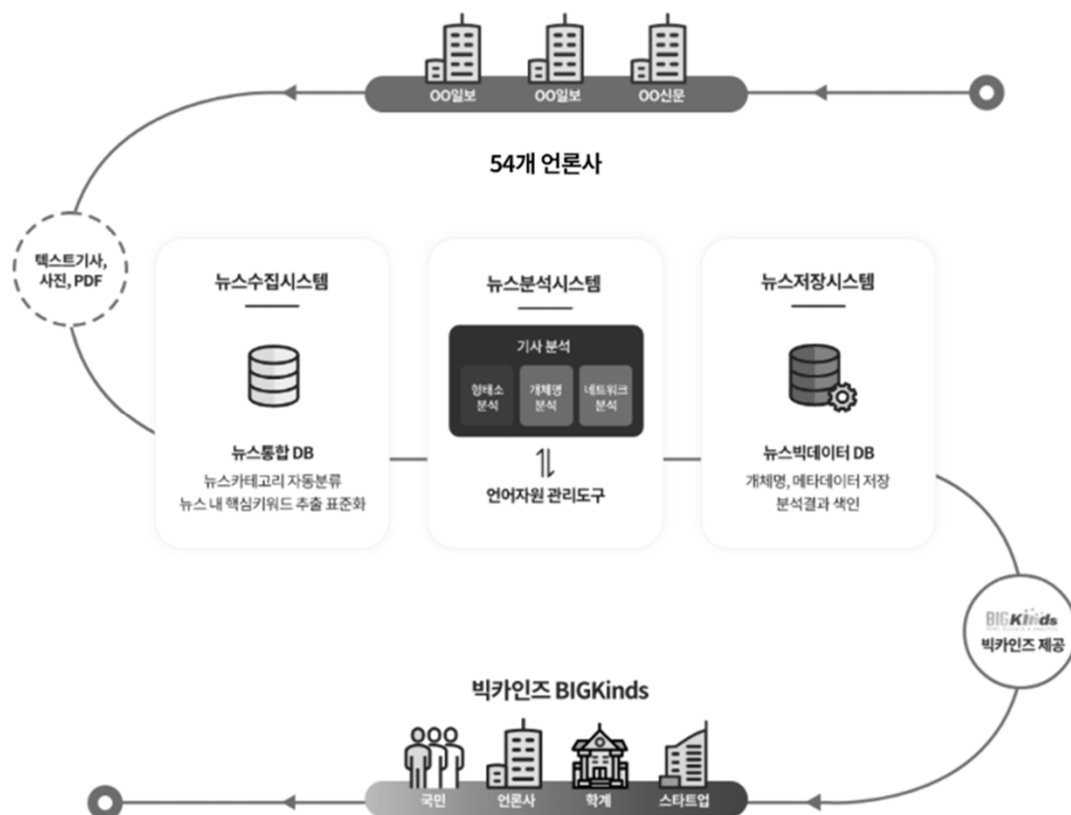 OO일보
OO일보
OO신문
54개 언론사
텍스트기사,
사진, PDF
뉴스수집시스템
뉴스통합 DB
뉴스카테고리 자동분류
뉴스 내 핵심키워드 추출 표준화
뉴스분석시스템
기사 분석
형태소
분석
개체명
분석
네트워크
분석
언어자원 관리도구
뉴스저장시스템
뉴스빅데이터 DB
개체명, 메타데이터 저장
분석결과 색인
BIGKinds
빅카인즈 제공
빅카인즈 BIGKinds
국민
언론사
학계
스타트업